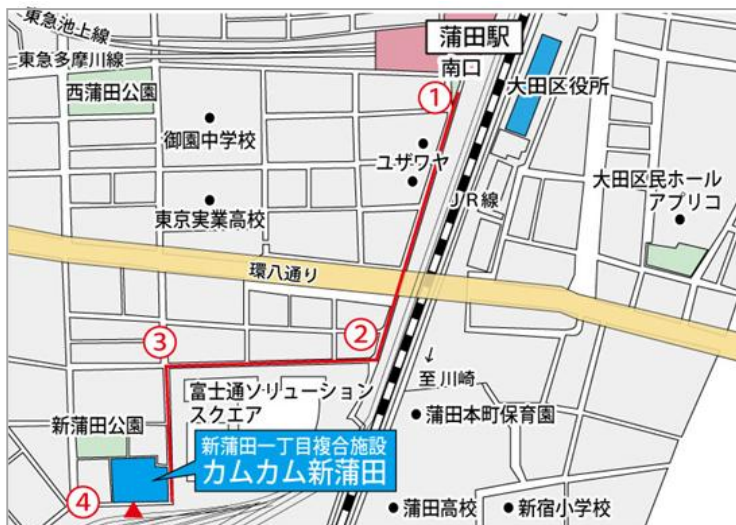 東急池上線
東急多摩川線
蒲田駅
南口
①
西蒲田公園
大田区役所
御園中学校
ユザワヤ
東京実業高校
JR線
大田区民ホール
アプリコ
環八通り
②
③
↓
至川崎
富士通ソリューション
スクエア
新蒲田公園
蒲田本町保育園
新蒲田一丁目複合施設
カムカム新蒲田
④
蒲田高校
新宿小学校